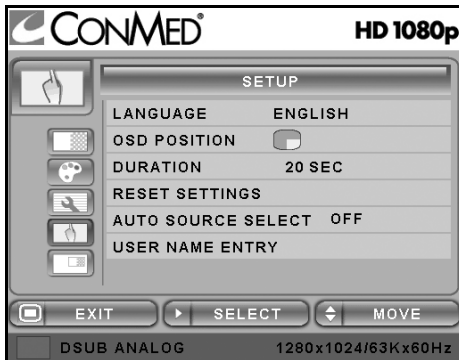 CONMED® HD 1080p
SETUP
LANGUAGE ENGLISH
OSD POSITION
DURATION 20 SEC
RESET SETTINGS
AUTO SOURCE SELECT OFF
USER NAME ENTRY
EXIT SELECT MOVE
DSUB ANALOG 1280x1024/63Kx60Hz